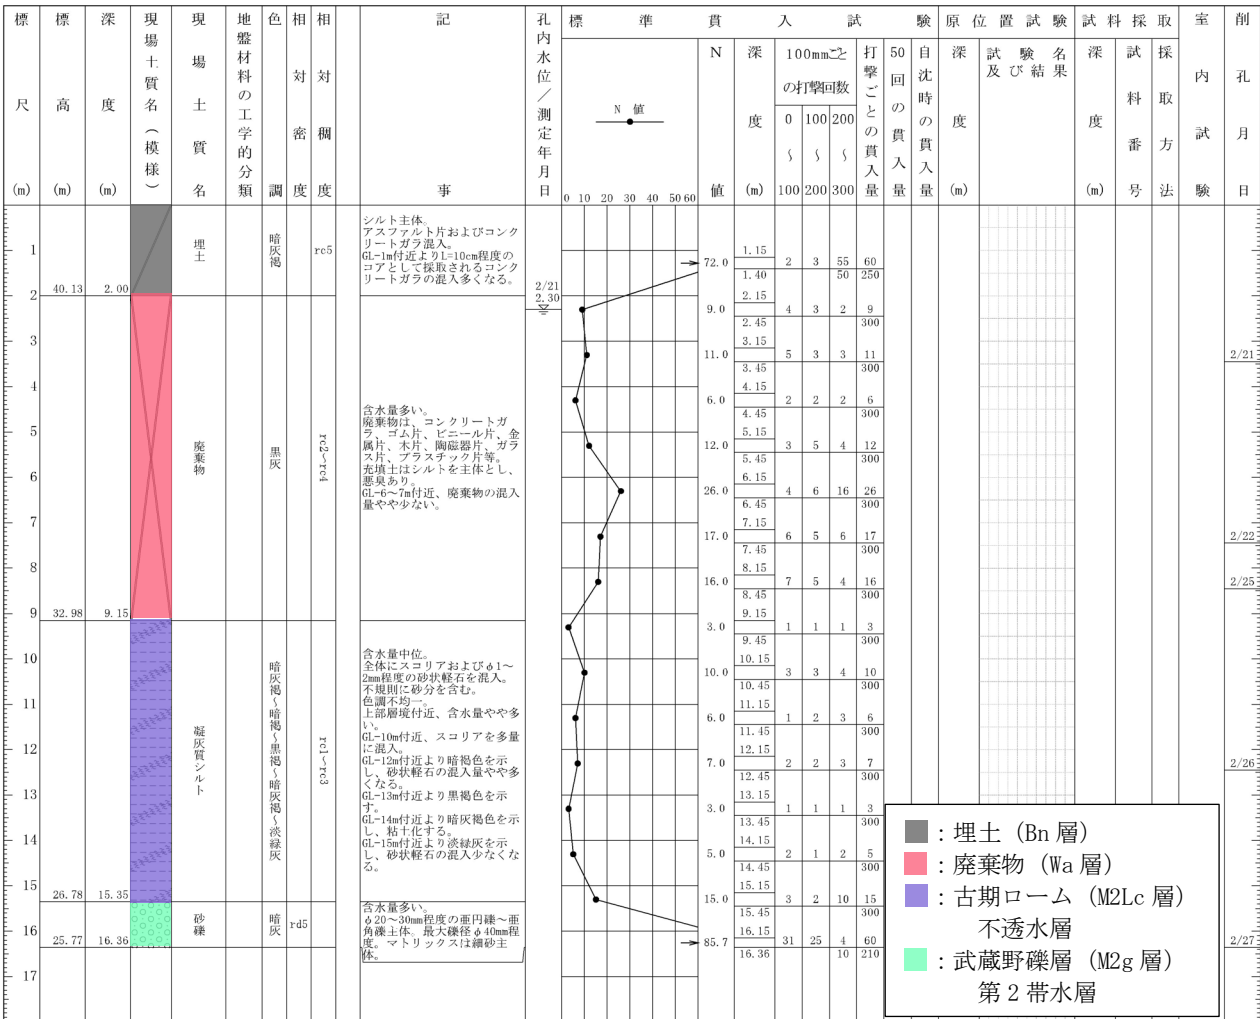 標尺(m)
標高(m)
深度(m)
現場土質名(模様)
現場土質名
地盤材料の工学的分類
色調
相対密度
相対稠度
記事
孔内水位/測定年月日
標準貫入試験
N 値
0 10 20 30 40 50 60
N値
深度(m)
100mmごと
の打撃回数
0 100 200
~ ~ ~
100 200 300
打撃ごとの貫入量
50回の貫入量
自沈時の貫入量
原位置試験
深度(m)
試験名
及び結果
試料採取
深度(m)
試料番号
採取方法
室内試験
削孔月日
1
2
3
4
5
6
7
8
9
10
11
12
13
14
15
16
17
40.13 2.00
埋土
暗灰褐
rc5
シルト主体。
アスファルト片およびコンク
リートガラ混入。
GL-1m付近よりL=10cm程度の
コアとして採取されるコンク
リートガラの混入多くなる。
2/21
2.30
32.98 9.15
廃棄物
黒灰
rc2~rc4
含水量多い。
廃棄物は、コンクリートガ
ラ、ゴム片、ビニール片、金
属片、木片、陶磁器片、ガラ
ス片、プラスチック片等。
充填土はシルトを主体とし、
悪臭あり。
GL-6~7m付近、廃棄物の混入
量やや少ない。
26.78 15.35
凝灰質シルト
暗灰褐~暗褐~黒褐~暗灰褐~淡緑灰
rc1~rc3
含水量中位。
全体にスコリアおよびφ1~
2mm程度の砂状軽石を混入。
不規則に砂分を含む。
色調不均一。
上部層境付近、含水量やや多
い。
GL-10m付近、スコリアを多量
に混入。
GL-12m付近より暗褐色を示
し、砂状軽石の混入量やや多
くなる。
GL-13m付近より黒褐色を示
す。
GL-14m付近より暗灰褐色を示
し、粘土化する。
GL-15m付近より淡緑灰を示
し、砂状軽石の混入少なくな
る。
25.77 16.36
砂礫
暗灰
rd5
含水量多い。
φ20~30mm程度の亜円礫~亜
角礫主体。最大礫径φ40mm程
度。マトリックスは細砂主
体。
1.15
72.0 2 3 55 60
1.40 50 250
2.15
9.0 4 3 2 9
2.45 300
3.15
11.0 5 3 3 11
3.45 300
4.15
6.0 2 2 2 6
4.45 300
5.15
12.0 3 5 4 12
5.45 300
6.15
26.0 4 6 16 26
6.45 300
7.15
17.0 6 5 6 17
7.45 300
8.15
16.0 7 5 4 16
8.45 300
9.15
3.0 1 1 1 3
9.45 300
10.15
10.0 3 3 4 10
10.45 300
11.15
6.0 1 2 3 6
11.45 300
12.15
7.0 2 2 3 7
12.45 300
13.15
3.0 1 1 1 3
13.45 300
14.15
5.0 2 1 2 5
14.45 300
15.15
15.0 3 2 10 15
15.45 300
16.15
85.7 31 25 4 60
16.36 10 210
2/21
2/22
2/25
2/26
2/27
:埋土(Bn 層)
:廃棄物(Wa 層)
:古期ローム(M2Lc 層)
不透水層
:武蔵野礫層(M2g 層)
第 2 帯水層